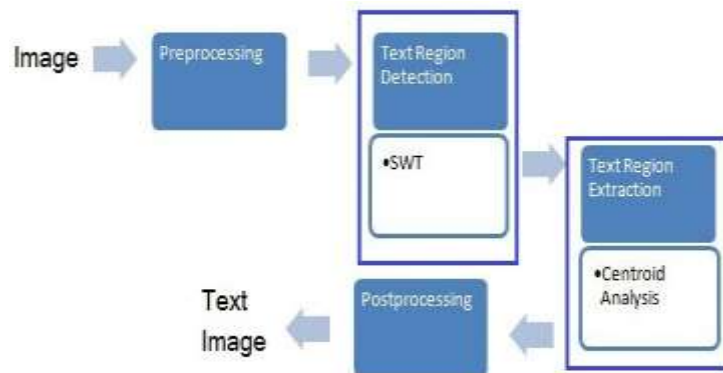 Image
Preprocessing
Text Region
Detection
•SWT
Text Region
Extraction
•Centroid
Analysis
Postprocessing
Text
Image